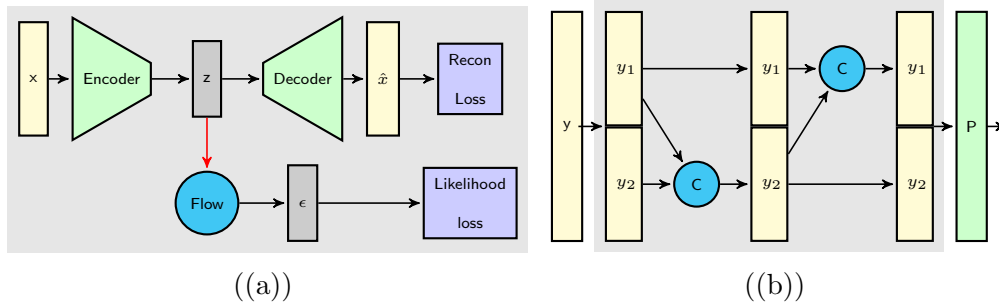 x
Encoder
z
Decoder
x̂
Recon
Loss
Flow
ϵ
Likelihood
loss
((a))
y
y₁
y₂
C
y₁
y₂
C
y₁
y₂
P
((b))